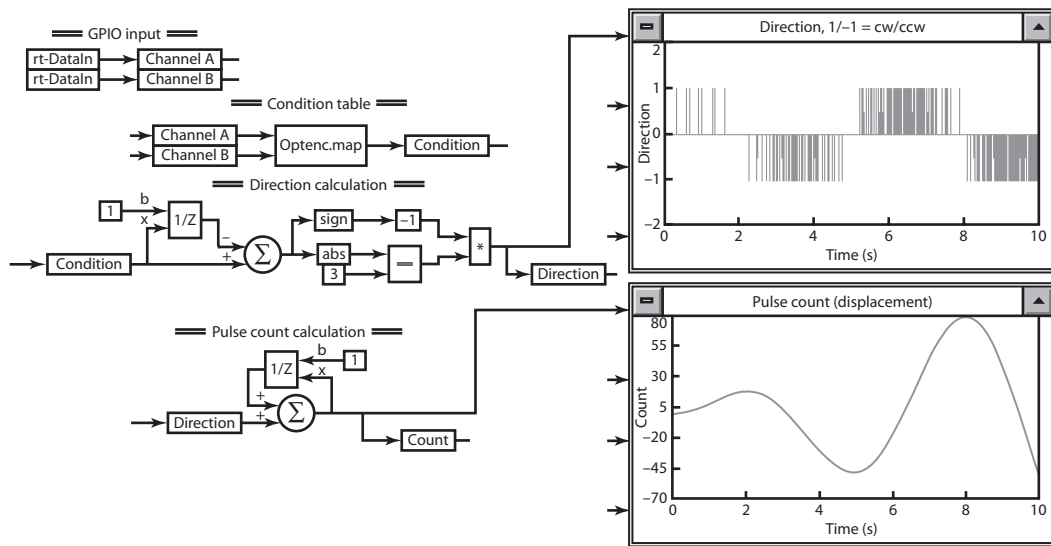 GPIO input
rt-DataIn
Channel A
rt-DataIn
Channel B
Condition table
Channel A
Channel B
Optenc.map
Condition
Direction calculation
1
b
x
1/Z
−
+
Σ
Condition
sign
−1
abs
3
=
*
Direction
Pulse count calculation
1/Z
b
x
1
+
+
Σ
Direction
Count
Direction, 1/−1 = cw/ccw
2
1
0
−1
−2
Direction
0
2
4
6
8
10
Time (s)
Pulse count (displacement)
80
55
30
5
−20
−45
−70
Count
0
2
4
6
8
10
Time (s)